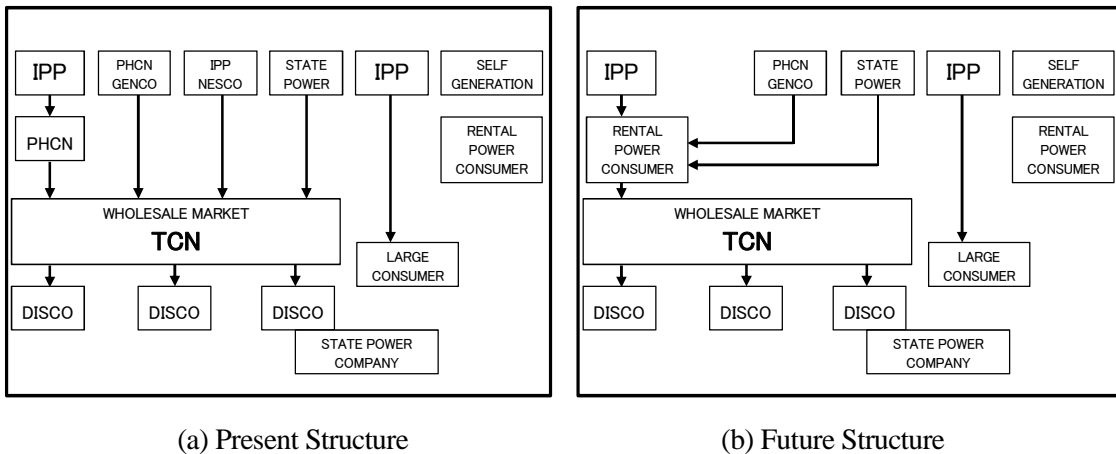 IPP
PHCN
GENCO
IPP
NESCO
STATE
POWER
IPP
SELF
GENERATION
PHCN
RENTAL
POWER
CONSUMER
WHOLESALE MARKET
TCN
LARGE
CONSUMER
DISCO
DISCO
DISCO
STATE POWER
COMPANY
(a) Present Structure
IPP
PHCN
GENCO
STATE
POWER
IPP
SELF
GENERATION
RENTAL
POWER
CONSUMER
RENTAL
POWER
CONSUMER
WHOLESALE MARKET
TCN
LARGE
CONSUMER
DISCO
DISCO
DISCO
STATE POWER
COMPANY
(b) Future Structure